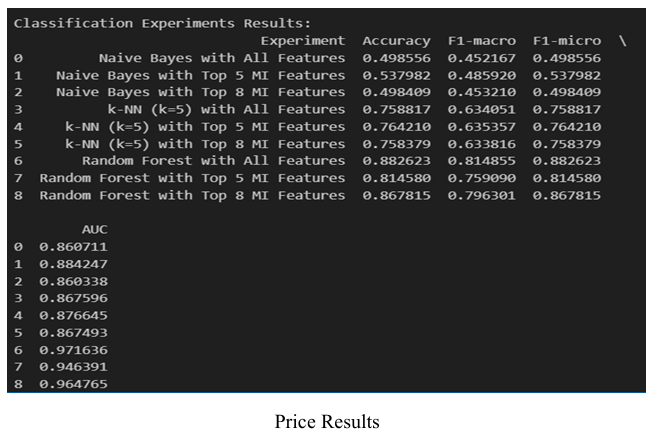 Classification Experiments Results:
Experiment Accuracy F1-macro F1-micro \
0 Naive Bayes with All Features 0.498556 0.452167 0.498556
1 Naive Bayes with Top 5 MI Features 0.537982 0.485920 0.537982
2 Naive Bayes with Top 8 MI Features 0.498409 0.453210 0.498409
3 k-NN (k=5) with All Features 0.758817 0.634051 0.758817
4 k-NN (k=5) with Top 5 MI Features 0.764210 0.635357 0.764210
5 k-NN (k=5) with Top 8 MI Features 0.758379 0.633816 0.758379
6 Random Forest with All Features 0.882623 0.814855 0.882623
7 Random Forest with Top 5 MI Features 0.814580 0.759090 0.814580
8 Random Forest with Top 8 MI Features 0.867815 0.796301 0.867815
AUC
0 0.860711
1 0.884247
2 0.860338
3 0.867596
4 0.876645
5 0.867493
6 0.971636
7 0.946391
8 0.964765
Price Results